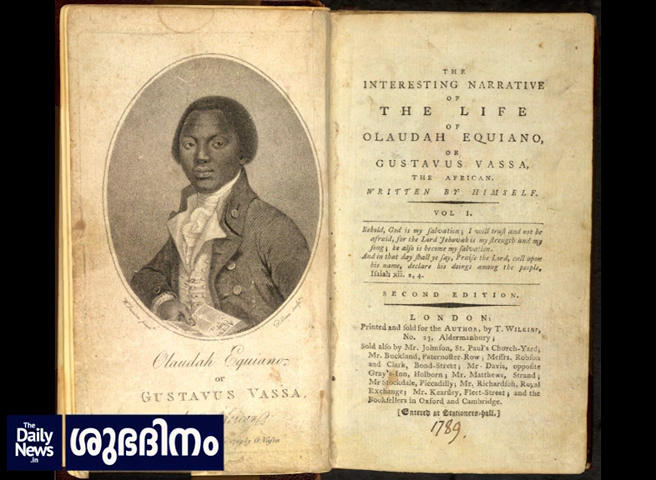 Olaudah Equiano;
or
GUSTAVUS VASSA,
THE
INTERESTING NARRATIVE
OF
THE LIFE
OF
OLAUDAH EQUIANO,
OR
GUSTAVUS VASSA,
THE AFRICAN.
WRITTEN BY HIMSELF.
VOL I.
Behold, God is my salvation; I will trust and not be
afraid, for the Lord Jehovah is my strength and my
song; he also is become my salvation.
And in that day shall ye say, Praise the Lord, call upon
his name, declare his doings among the people,
Isaiah xii. 2, 4.
SECOND EDITION.
LONDON:
Printed and sold for the AUTHOR, by T. WILKINS,
No. 23, Aldermanbury;
Sold also by Mr. Johnson, St. Paul's Church-Yard;
Mr. Buckland, Paternoster-Row; Messrs. Robson
and Clark, Bond-Street; Mr. Davis, opposite
Gray's-Inn, Holborn; Mr. Matthews, Strand;
Mr Stockdale, Piccadilly; Mr. Richardson, Royal
Exchange; Mr. Kearsley, Fleet-Street; and the
Booksellers in Oxford and Cambridge.
[Entered at Stationers-hall.]
1789.
The
Daily
News
.in
ശുഭദിനം